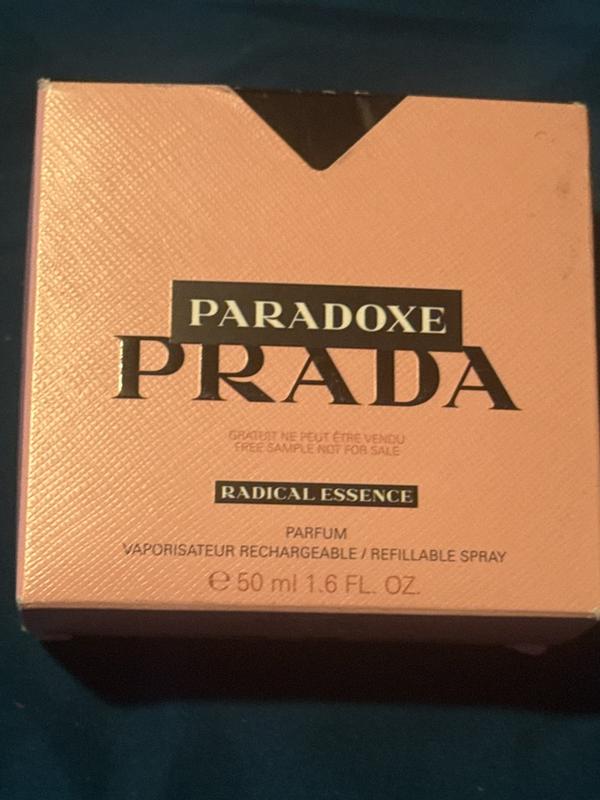 PARADOXE
PRADA
GRATUIT NE PEUT ÊTRE VENDU
FREE SAMPLE NOT FOR SALE
RADICAL ESSENCE
PARFUM
VAPORISATEUR RECHARGEABLE / REFILLABLE SPRAY
℮ 50 ml 1.6 FL. OZ.